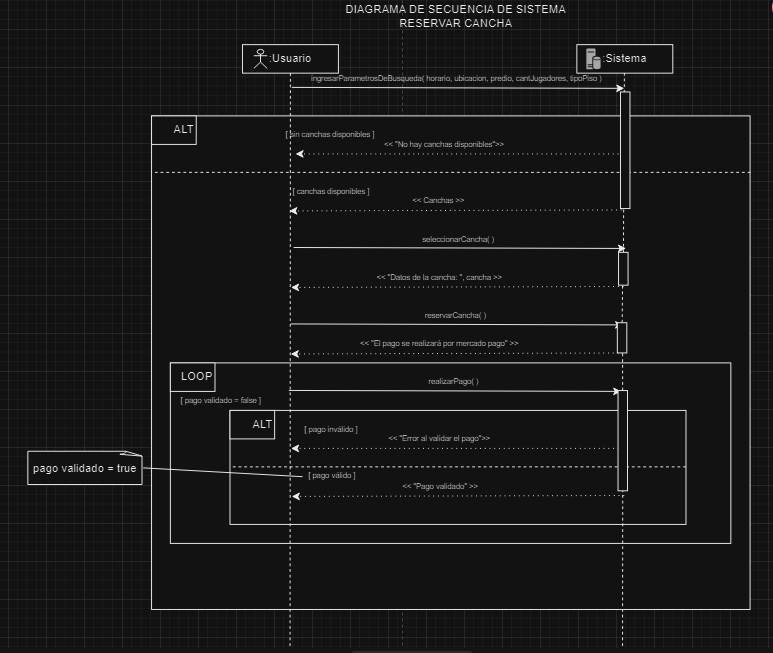 DIAGRAMA DE SECUENCIA DE SISTEMA
RESERVAR CANCHA
:Usuario
:Sistema
ingresarParametrosDeBusqueda( horario, ubicacion, predio, cantJugadores, tipoPiso )
ALT
[ sin canchas disponibles ]
<< "No hay canchas disponibles">>
[ canchas disponibles ]
<< Canchas >>
seleccionarCancha( )
<< "Datos de la cancha: ", cancha >>
reservarCancha( )
<< "El pago se realizará por mercado pago" >>
LOOP
realizarPago( )
[ pago validado = false ]
ALT
[ pago inválido ]
<< "Error al validar el pago">>
pago validado = true
[ pago válido ]
<< "Pago validado" >>